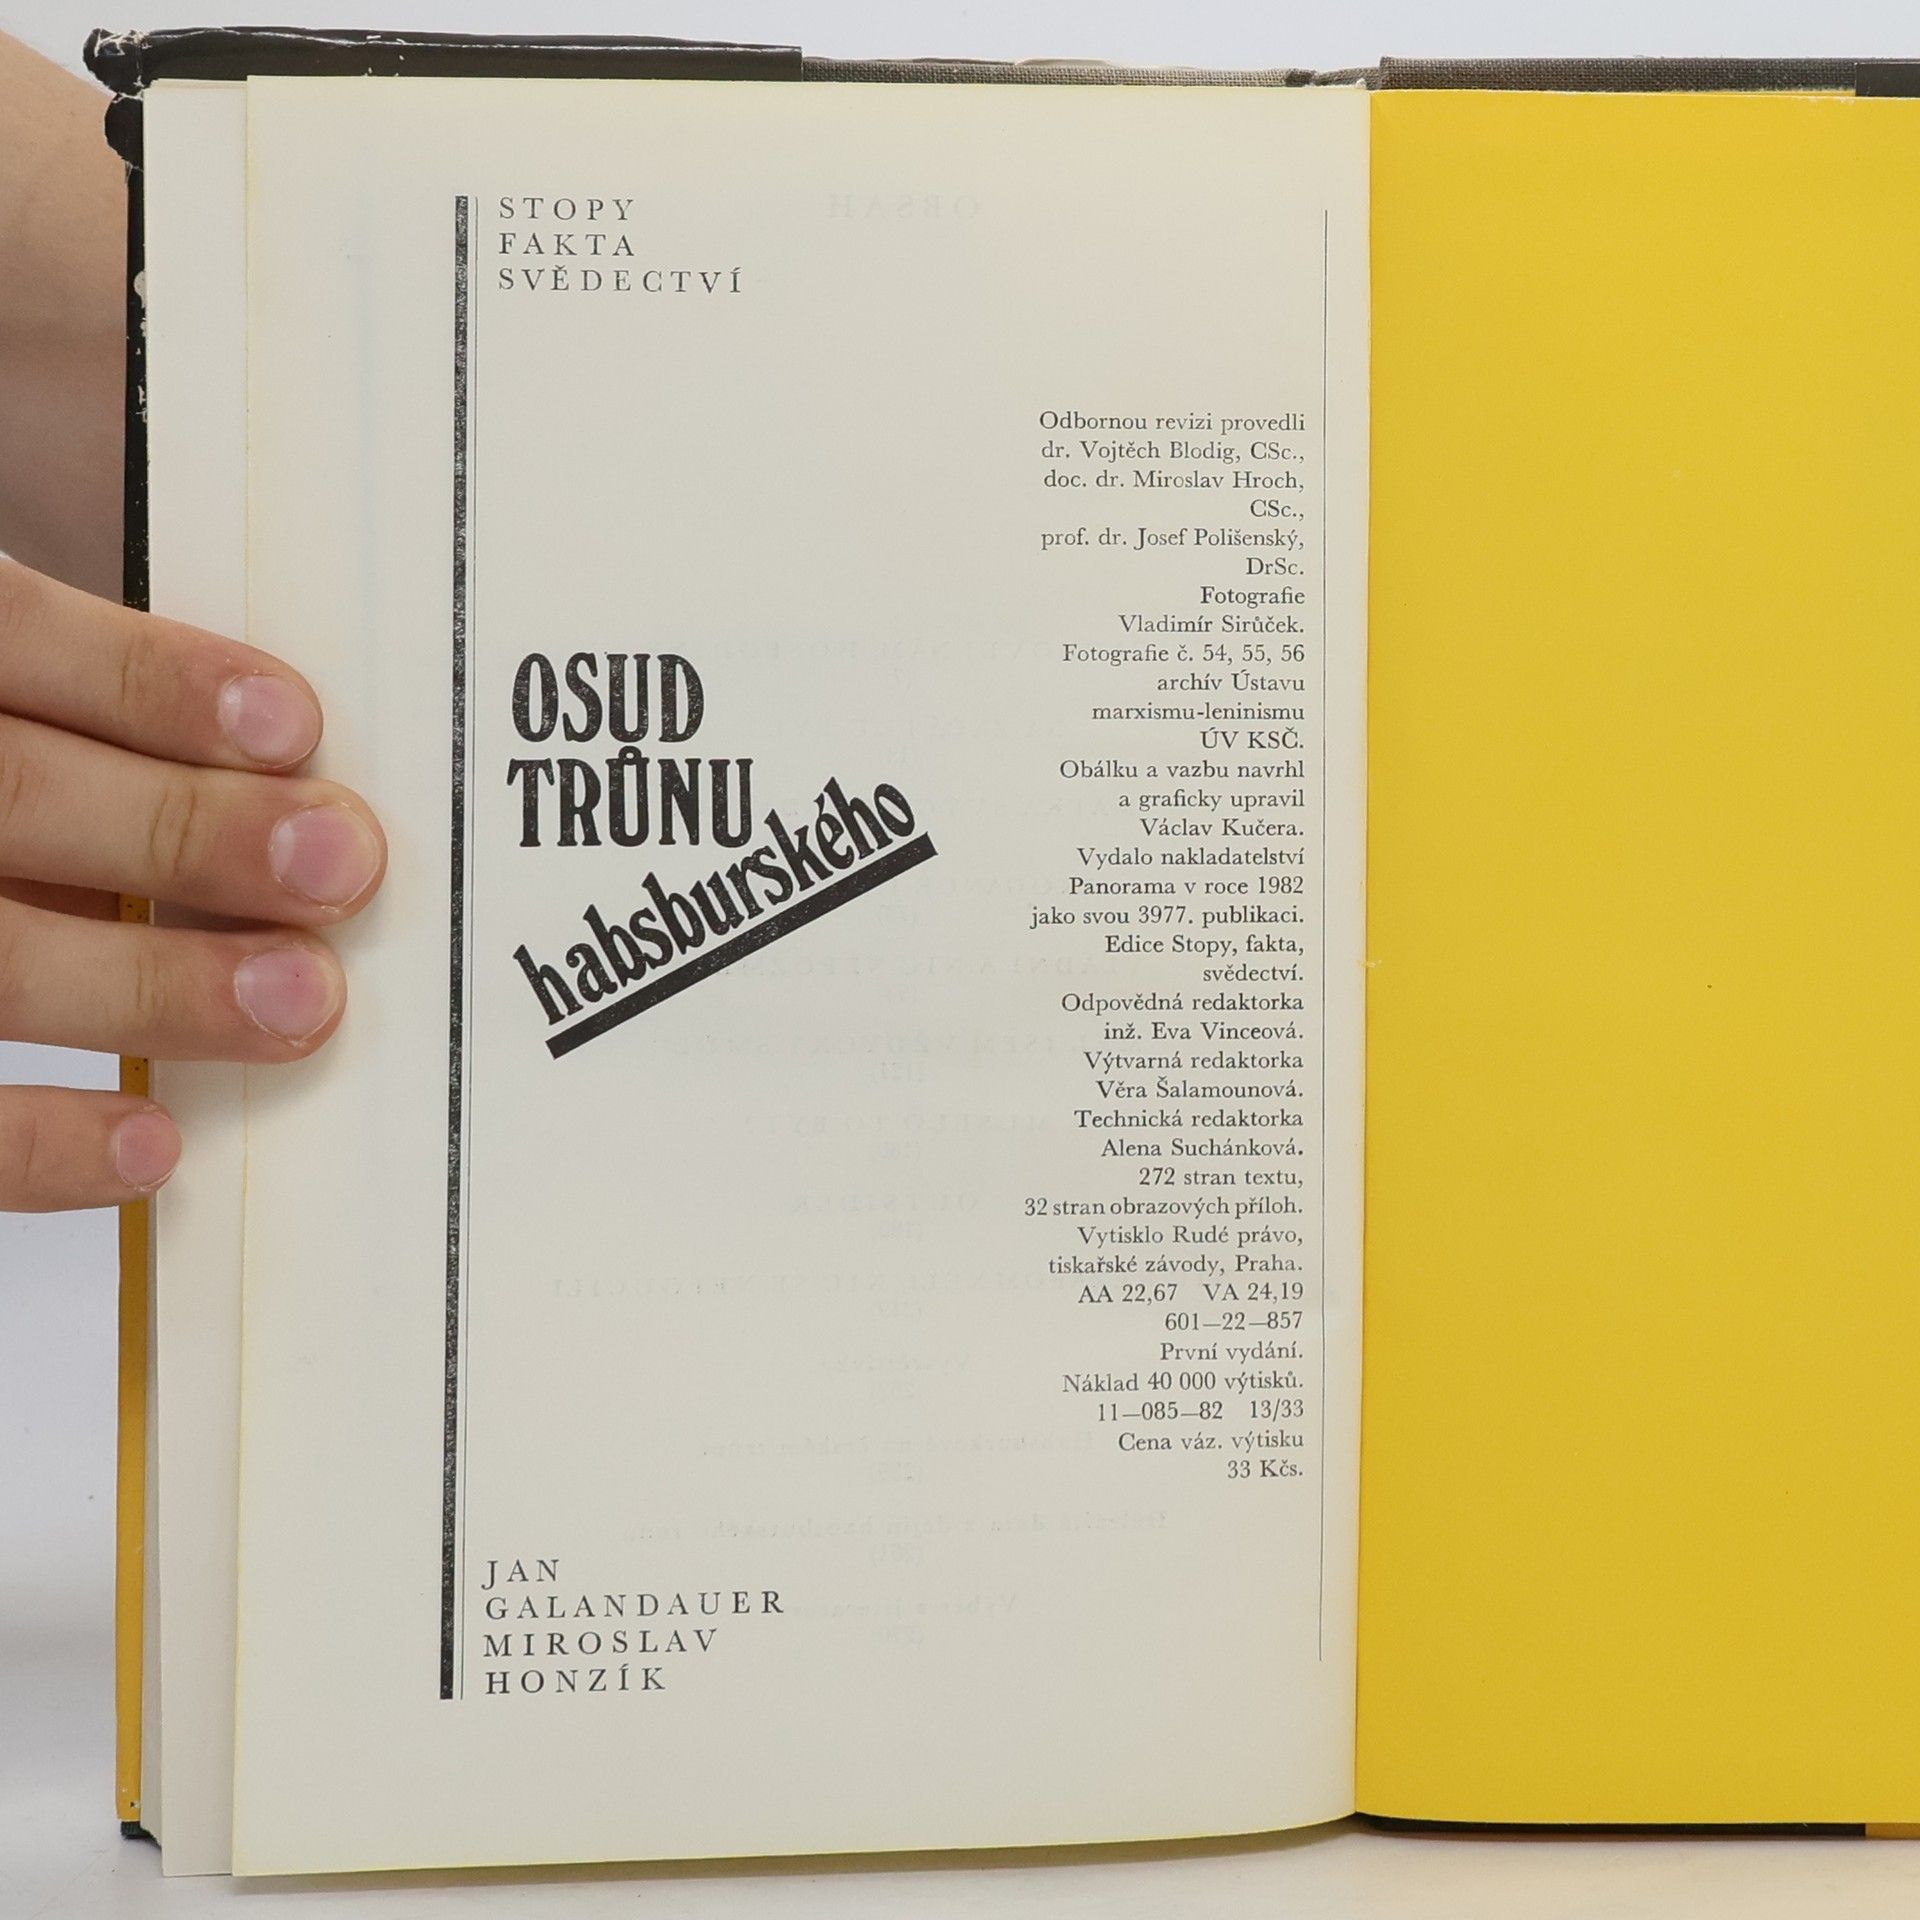 STOPY
FAKTA
SVĚDECTVÍ
OSUD
TRŮNU
habsburského
Odbornou revizi provedli
dr. Vojtěch Blodig, CSc.,
doc. dr. Miroslav Hroch,
CSc.,
prof. dr. Josef Polišenský,
DrSc.
Fotografie
Vladimír Sirůček.
Fotografie č. 54, 55, 56
archív Ústavu
marxismu-leninismu
ÚV KSČ.
Obálku a vazbu navrhl
a graficky upravil
Václav Kučera.
Vydalo nakladatelství
Panorama v roce 1982
jako svou 3977. publikaci.
Edice Stopy, fakta,
svědectví.
Odpovědná redaktorka
inž. Eva Vinceová.
Výtvarná redaktorka
Věra Šalamounová.
Technická redaktorka
Alena Suchánková.
272 stran textu,
32 stran obrazových příloh.
Vytisklo Rudé právo,
tiskařské závody, Praha.
AA 22,67 VA 24,19
601—22—857
První vydání.
Náklad 40 000 výtisků.
11—085—82 13/33
Cena váz. výtisku
33 Kčs.
JAN
GALANDAUER
MIROSLAV
HONZÍK